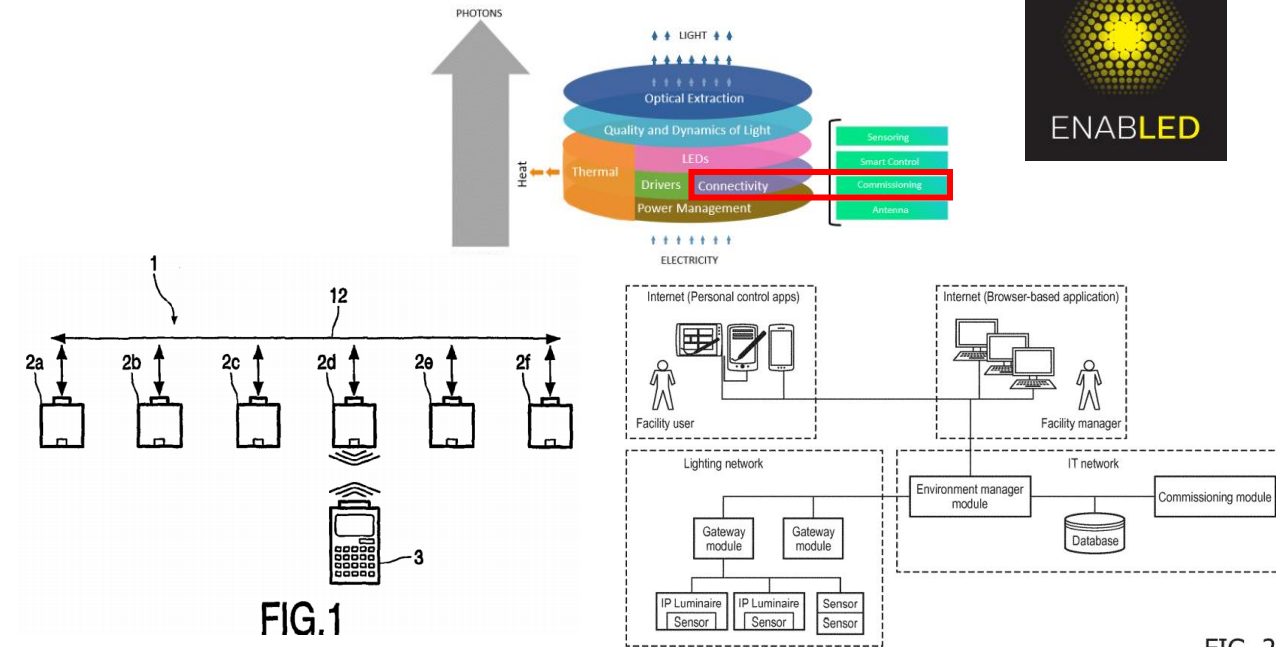 PHOTONS
LIGHT
Optical Extraction
Quality and Dynamics of Light
LEDs
Thermal
Heat
Drivers
Connectivity
Power Management
ELECTRICITY
Sensoring
Smart Control
Commissioning
Antenna
ENABLED
1
12
2a
2b
2c
2d
2e
2f
3
FIG.1
Internet (Personal control apps)
Facility user
Internet (Browser-based application)
Facility manager
Lighting network
Gateway
module
Gateway
module
IP Luminaire
Sensor
IP Luminaire
Sensor
Sensor
Sensor
IT network
Environment manager
module
Database
Commissioning module
FIG. 2